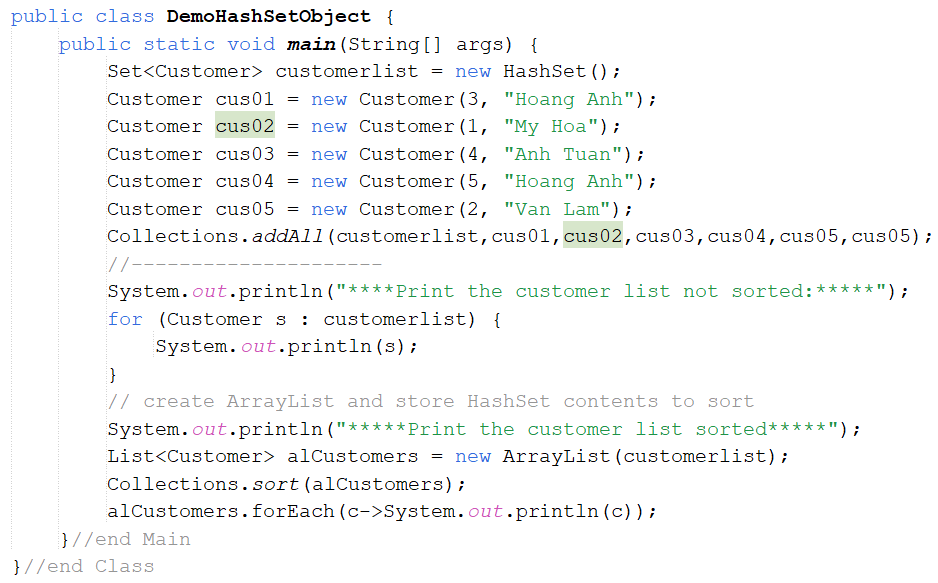 public class DemoHashSetObject {
    public static void main(String[] args) {
        Set<Customer> customerlist = new HashSet();
        Customer cus01 = new Customer(3, "Hoang Anh");
        Customer cus02 = new Customer(1, "My Hoa");
        Customer cus03 = new Customer(4, "Anh Tuan");
        Customer cus04 = new Customer(5, "Hoang Anh");
        Customer cus05 = new Customer(2, "Van Lam");
        Collections.addAll(customerlist,cus01,cus02,cus03,cus04,cus05,cus05);
        //---------------------
        System.out.println("****Print the customer list not sorted:*****");
        for (Customer s : customerlist) {
            System.out.println(s);
        }
        // create ArrayList and store HashSet contents to sort
        System.out.println("*****Print the customer list sorted*****");
        List<Customer> alCustomers = new ArrayList(customerlist);
        Collections.sort(alCustomers);
        alCustomers.forEach(c->System.out.println(c));
    }//end Main
}//end Class